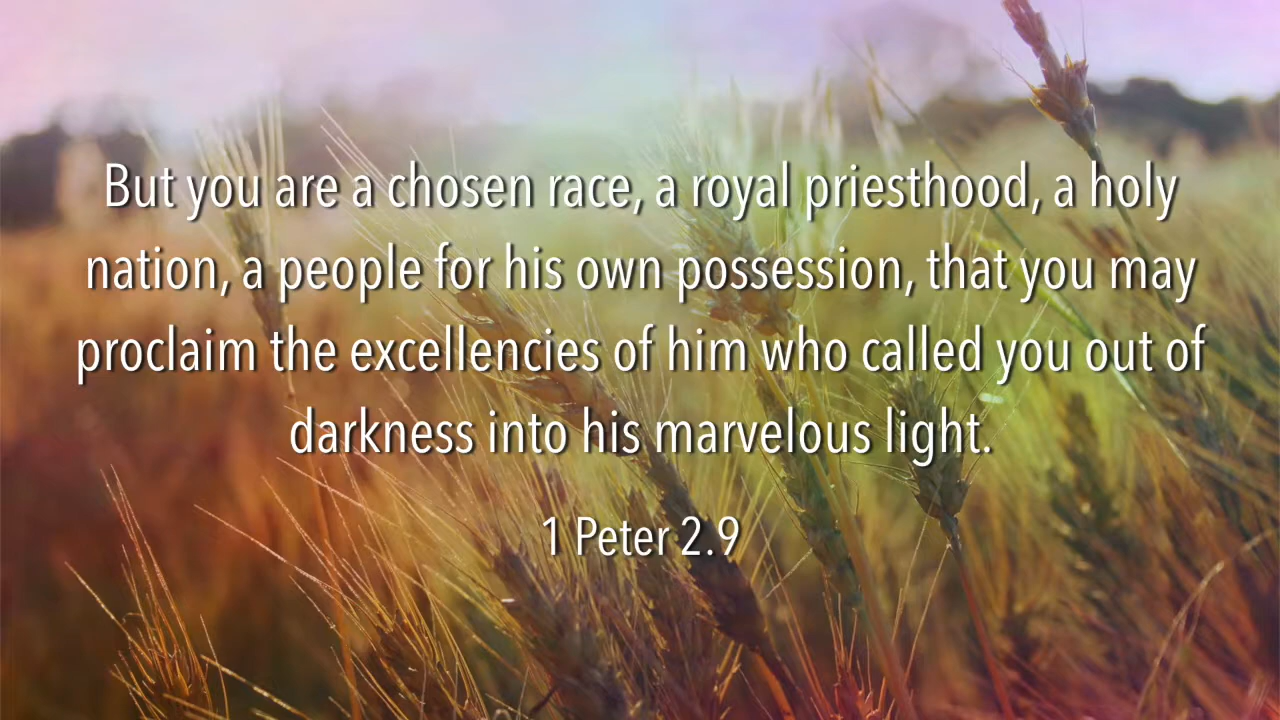 But you are a chosen race, a royal priesthood, a holy
nation, a people for his own possession, that you may
proclaim the excellencies of him who called you out of
darkness into his marvelous light.
1 Peter 2.9